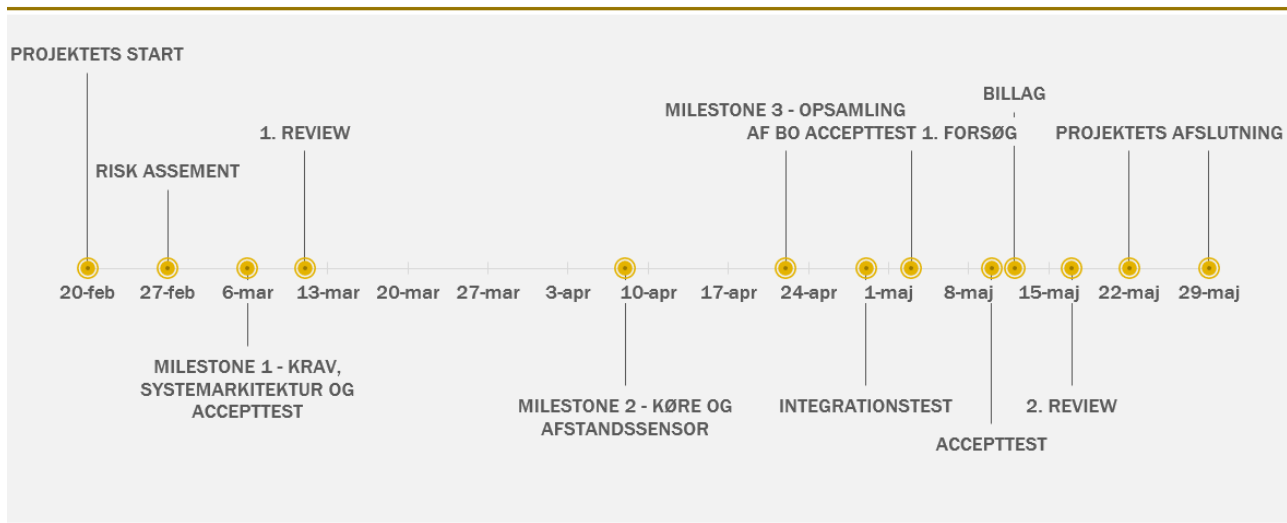 PROJEKTETS START
BILLAG
MILESTONE 3 - OPSAMLING
1. REVIEW
AF BO ACCEPTTEST 1. FORSØG
PROJEKTETS AFSLUTNING
RISK ASSEMENT
20-feb 27-feb 6-mar 13-mar 20-mar 27-mar 3-apr 10-apr 17-apr 24-apr 1-maj 8-maj 15-maj 22-maj 29-maj
MILESTONE 1 - KRAV,
SYSTEMARKITEKTUR OG
ACCEPTTEST
MILESTONE 2 - KØRE OG
AFSTANDSSENSOR
INTEGRATIONSTEST
2. REVIEW
ACCEPTTEST